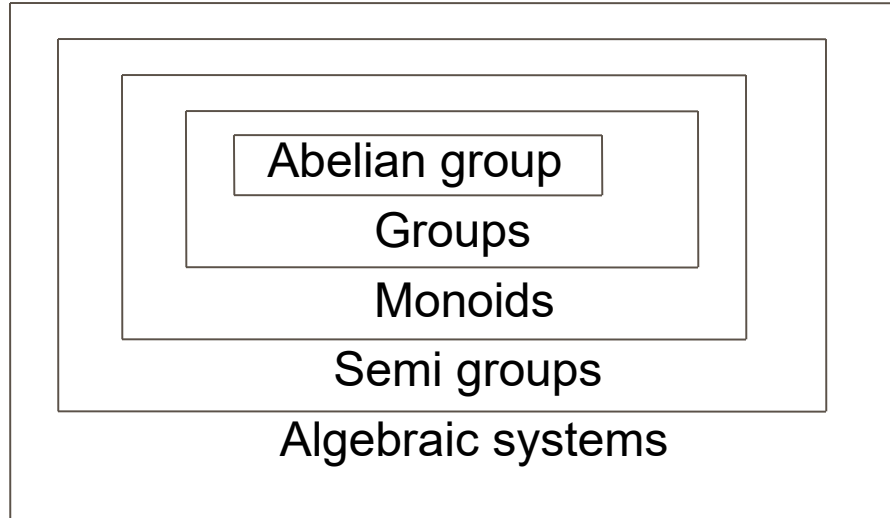 Abelian group
Groups
Monoids
Semi groups
Algebraic systems